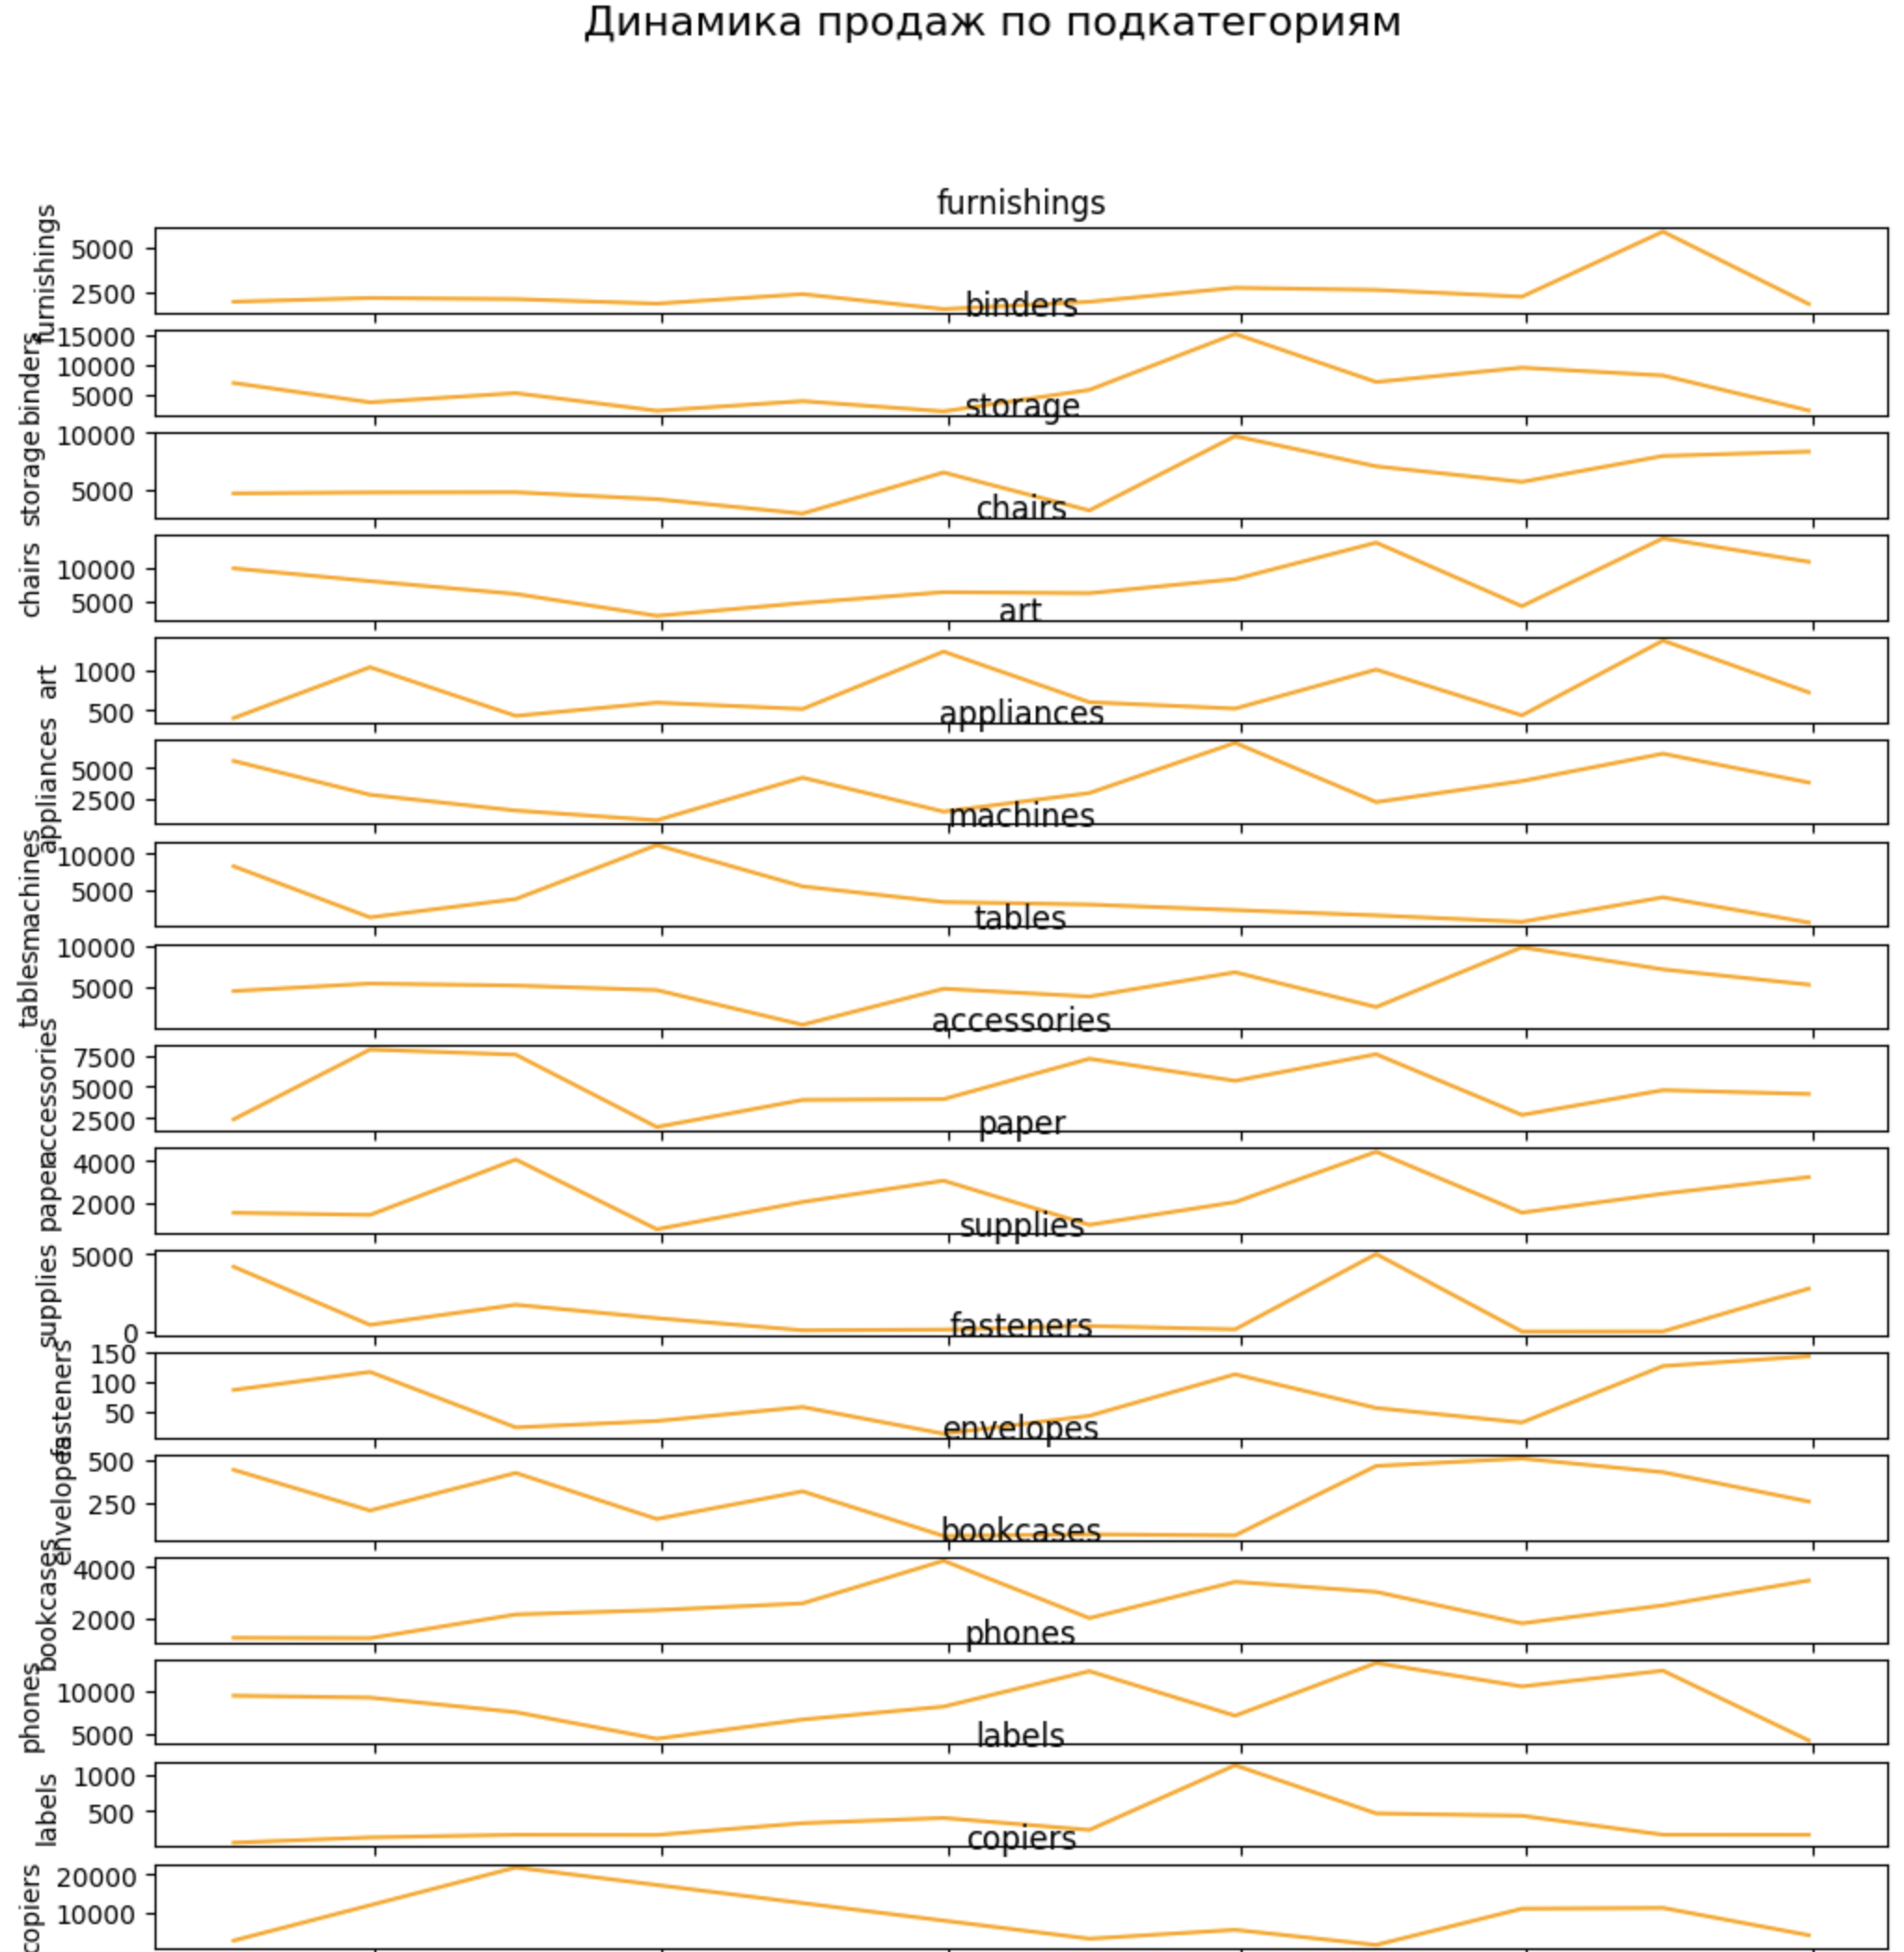 Динамика продаж по подкатегориям
furnishings
furnishings
5000
2500
binders
binders
15000
10000
5000
storage
storage
10000
5000
chairs
chairs
10000
5000
art
art
1000
500
appliances
appliances
5000
2500
machines
machines
10000
5000
tables
tables
10000
5000
accessories
accessories
7500
5000
2500
paper
paper
4000
2000
supplies
supplies
5000
0
fasteners
fasteners
150
100
50
envelopes
envelopes
500
250
bookcases
bookcases
4000
2000
phones
phones
10000
5000
labels
labels
1000
500
copiers
copiers
20000
10000